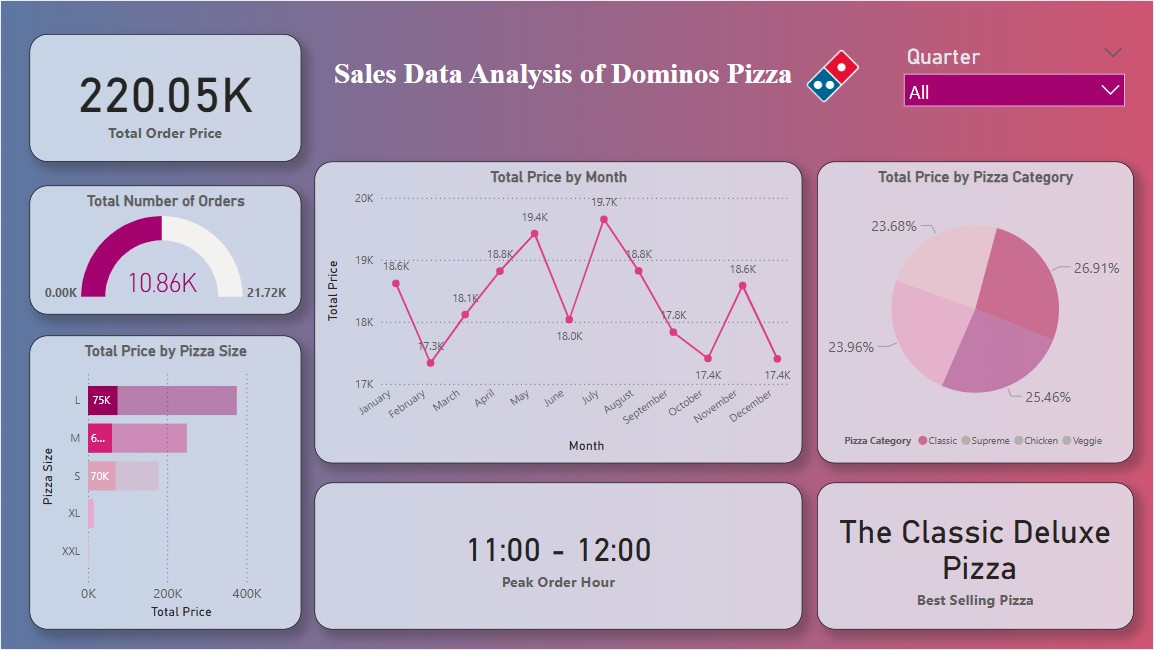 Sales Data Analysis of Dominos Pizza
Quarter
All
220.05K
Total Order Price
Total Number of Orders
10.86K
0.00K
21.72K
Total Price by Pizza Size
Pizza Size
L
75K
M
6...
S
70K
XL
XXL
0K 200K 400K
Total Price
Total Price by Month
Total Price
20K
19K
18K
17K
18.6K
17.3K
18.1K
18.8K
19.4K
18.0K
19.7K
18.8K
17.8K
17.4K
18.6K
17.4K
January February March April May June July August September October November December
Month
Total Price by Pizza Category
23.68%
26.91%
23.96%
25.46%
Pizza Category Classic Supreme Chicken Veggie
11:00 - 12:00
Peak Order Hour
The Classic Deluxe
Pizza
Best Selling Pizza